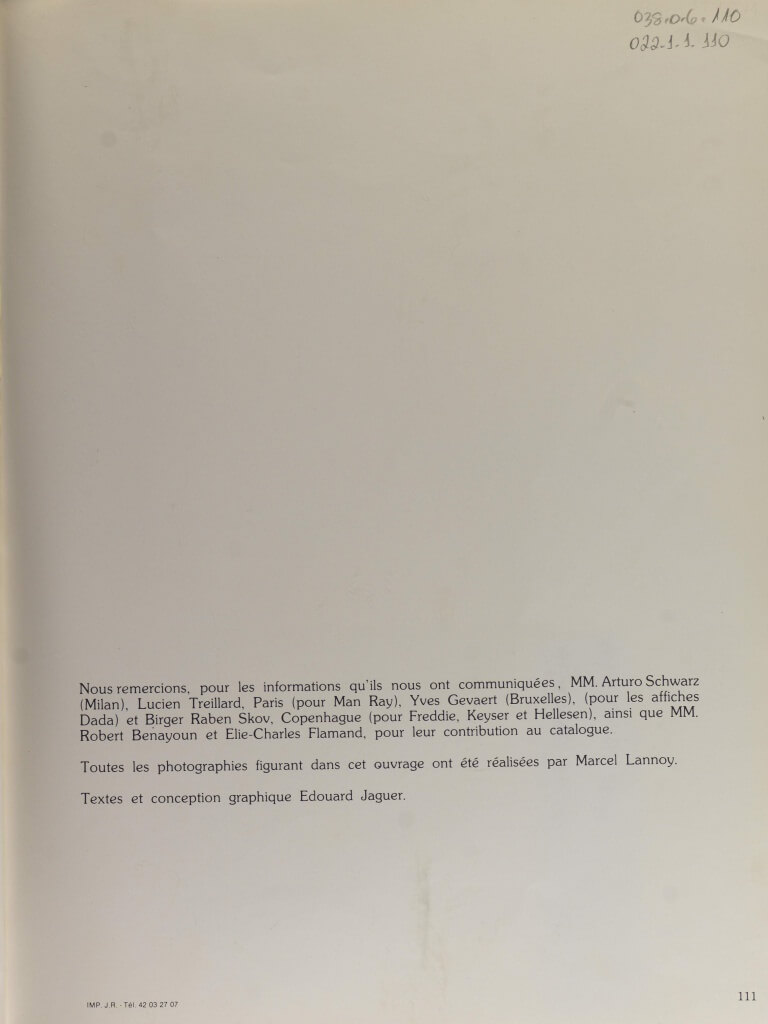 038.0.6.110
022.1.1.110
Nous remercions, pour les informations qu'ils nous ont communiquées, MM. Arturo Schwarz
(Milan), Lucien Treillard, Paris (pour Man Ray), Yves Gevaert (Bruxelles), (pour les affiches
Dada) et Birger Raben Skov, Copenhague (pour Freddie, Keyser et Hellesen), ainsi que MM.
Robert Benayoun et Elie-Charles Flamand, pour leur contribution au catalogue.
Toutes les photographies figurant dans cet ouvrage ont été réalisées par Marcel Lannoy.
Textes et conception graphique Edouard Jaguer.
IMP. J.R. - Tél. 42 03 27 07
111